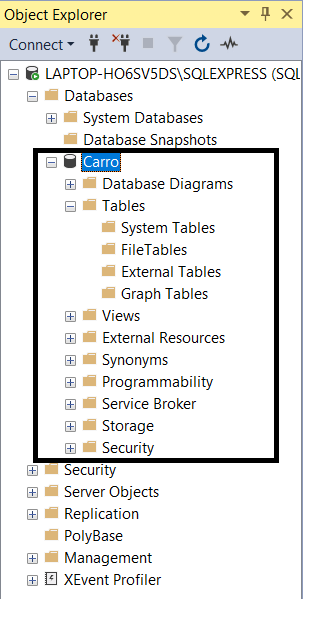 Object Explorer
Connect
LAPTOP-HO6SV5DS\SQLEXPRESS (SQL
Databases
System Databases
Database Snapshots
Carro
Database Diagrams
Tables
System Tables
FileTables
External Tables
Graph Tables
Views
External Resources
Synonyms
Programmability
Service Broker
Storage
Security
Security
Server Objects
Replication
PolyBase
Management
XEvent Profiler